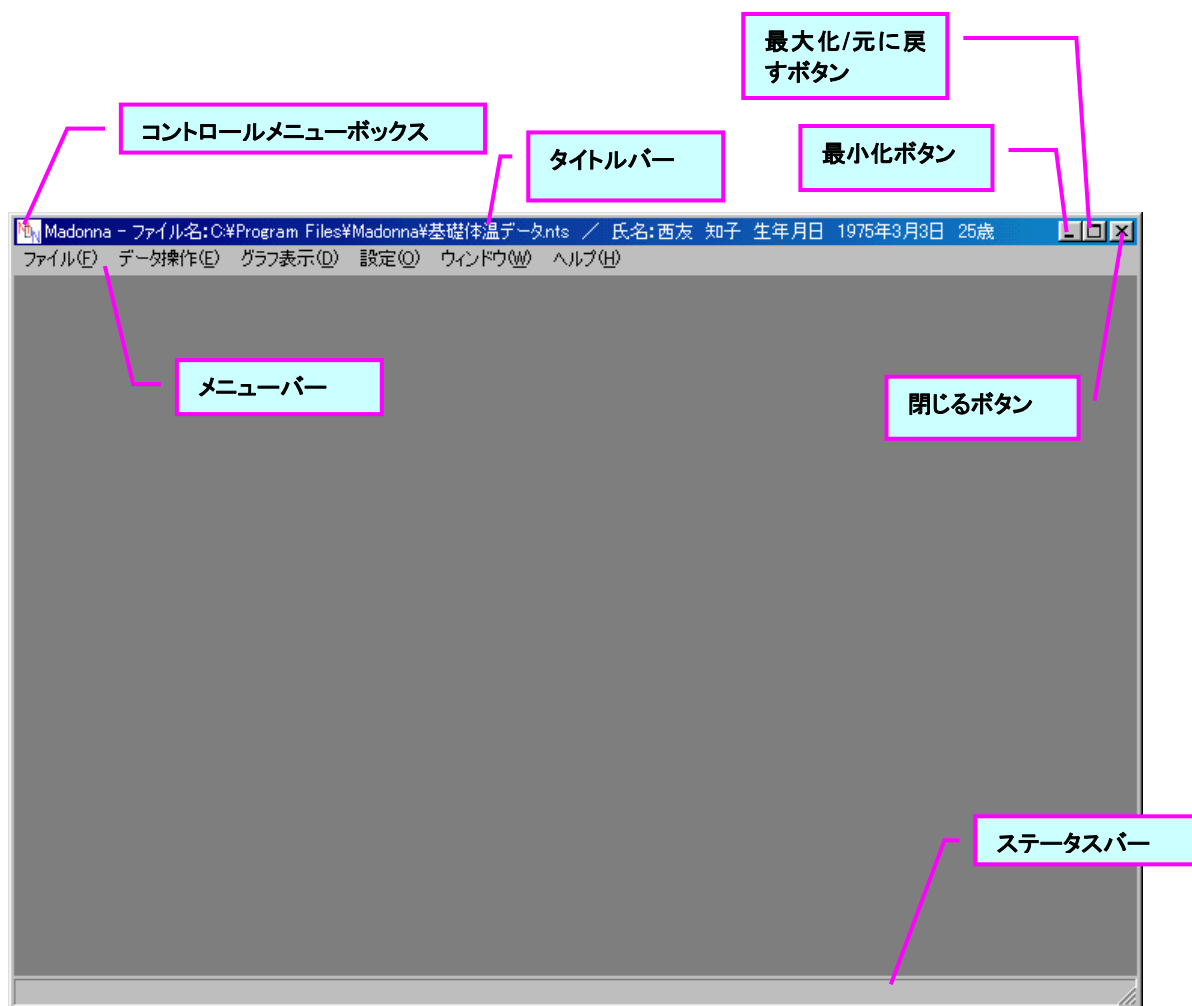 最大化/元に戻
すボタン
コントロールメニューボックス
タイトルバー
最小化ボタン
Madonna - ファイル名:C:¥Program Files¥Madonna¥基礎体温データ.nts ／ 氏名:西友 知子 生年月日 1975年3月3日 25歳
ファイル(F) データ操作(E) グラフ表示(D) 設定(O) ウィンドウ(W) ヘルプ(H)
メニューバー
閉じるボタン
ステータスバー